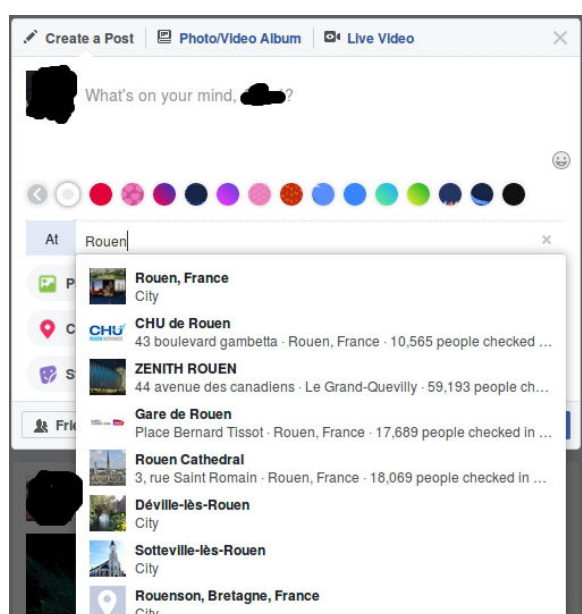 Create a Post Photo/Video Album Live Video
What's on your mind, ?
At Rouen
Rouen, France
City
CHU de Rouen
43 boulevard gambetta · Rouen, France · 10,565 people checked ...
ZENITH ROUEN
44 avenue des canadiens · Le Grand-Quevilly · 59,193 people ch...
Gare de Rouen
Place Bernard Tissot · Rouen, France · 17,689 people checked in ...
Rouen Cathedral
3, rue Saint Romain · Rouen, France · 18,069 people checked in ...
Déville-lès-Rouen
City
Sotteville-lès-Rouen
City
Rouenson, Bretagne, France
City
P
C
CHU
S
Frie